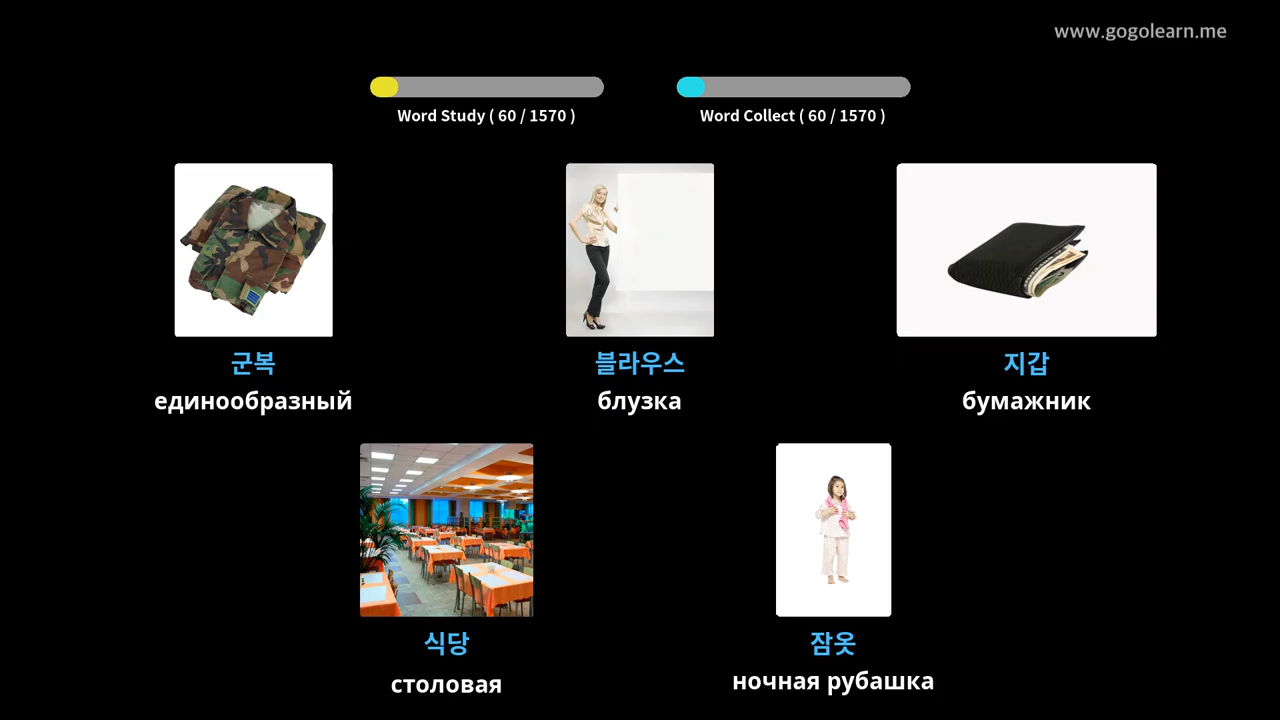 www.gogolearn.me
Word Study ( 60 / 1570 )
Word Collect ( 60 / 1570 )
군복
единообразный
블라우스
блузка
지갑
бумажник
식당
столовая
잠옷
ночная рубашка